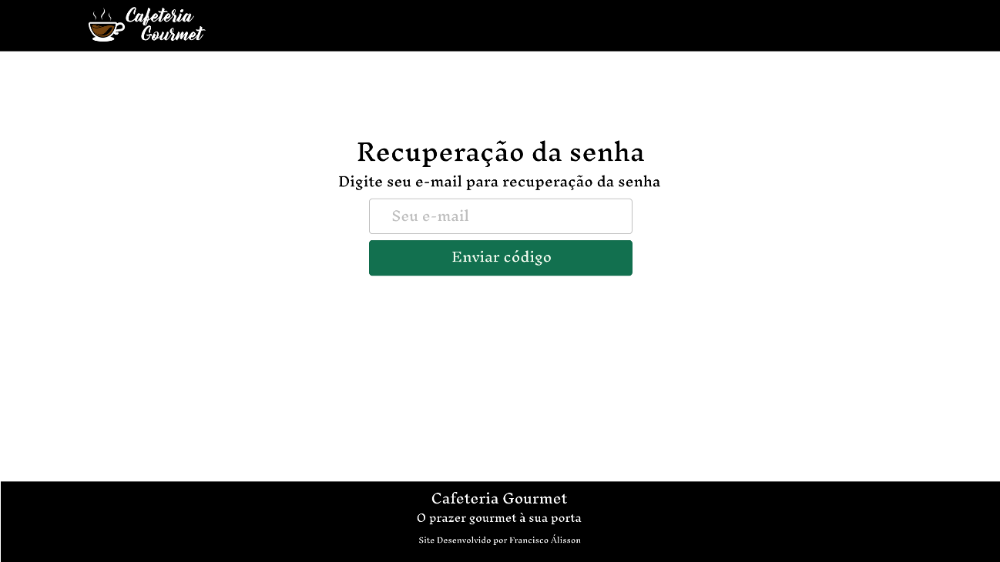 Cafeteria
Gourmet
Recuperação da senha
Digite seu e-mail para recuperação da senha
Seu e-mail
Enviar código
Cafeteria Gourmet
O prazer gourmet à sua porta
Site Desenvolvido por Francisco Álisson